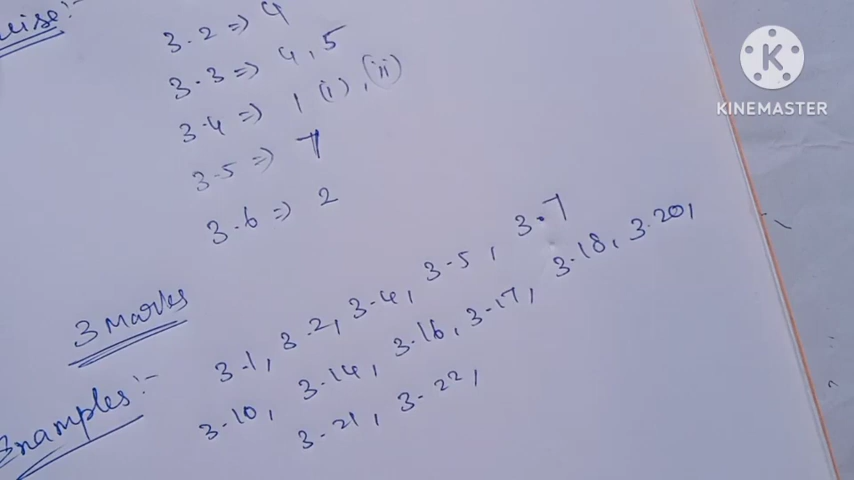 3.2 => 4
3.3 => 4, 5
3.4 => 1 (i), (ii)
3.5 => 7
3.6 => 2
3 Marks
Examples:-
3.1, 3.2, 3.4, 3.5, 3.7
3.10, 3.14, 3.16, 3.17, 3.18, 3.20,
3.21, 3.22,
KINEMASTER